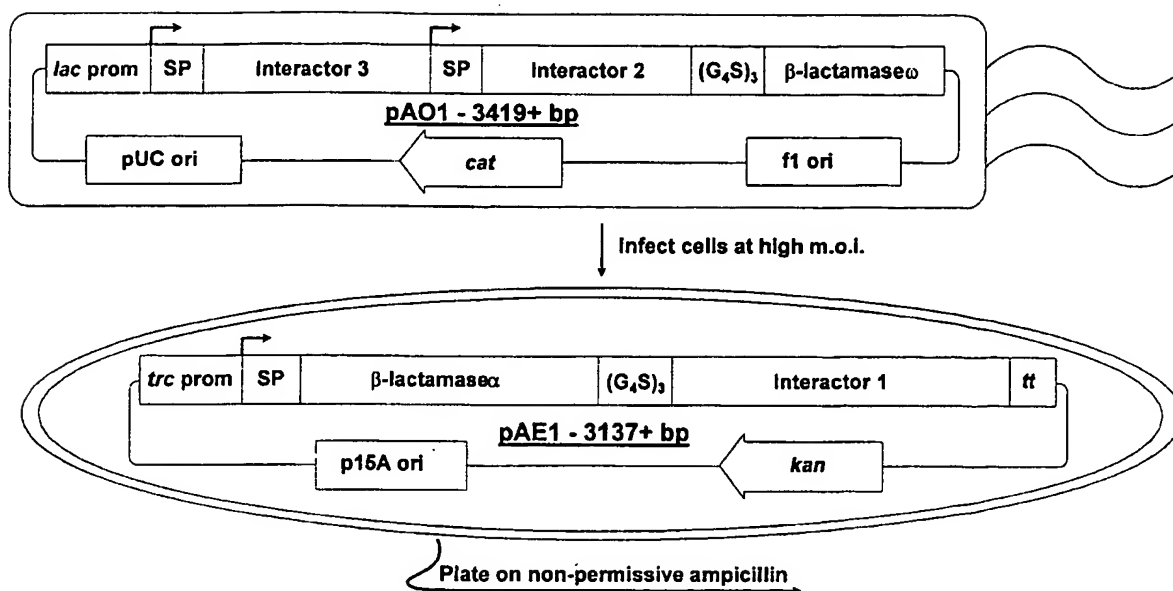 lac prom SP Interactor 3 SP Interactor 2 (G₄S)₃ β-lactamaseω
pAO1 - 3419+ bp
pUC ori cat f1 ori
Infect cells at high m.o.i.
trc prom SP β-lactamaseα (G₄S)₃ Interactor 1 tt
pAE1 - 3137+ bp
p15A ori kan
Plate on non-permissive ampicillin